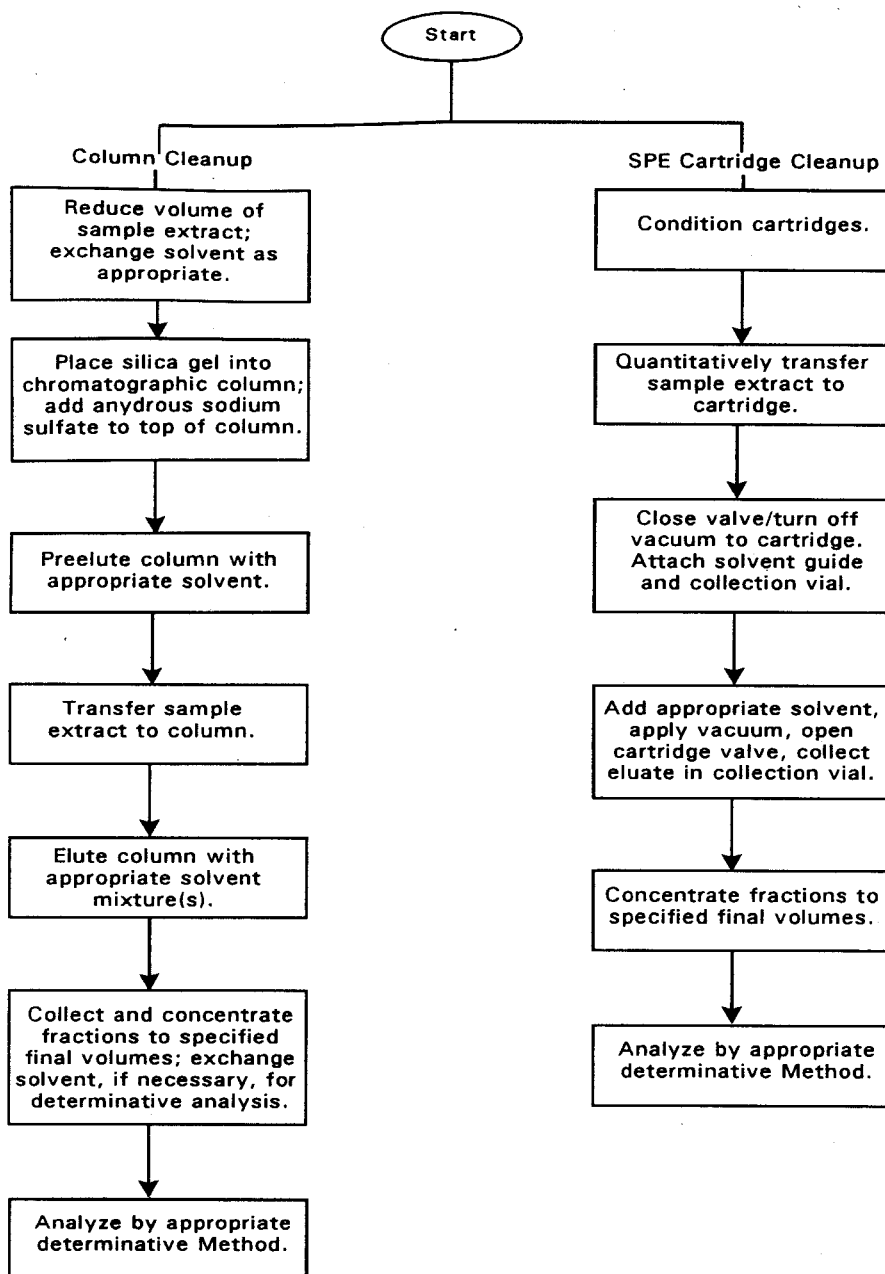 Start
Column Cleanup
Reduce volume of
sample extract;
exchange solvent as
appropriate.
Place silica gel into
chromatographic column;
add anydrous sodium
sulfate to top of column.
Preelute column with
appropriate solvent.
Transfer sample
extract to column.
Elute column with
appropriate solvent
mixture(s).
Collect and concentrate
fractions to specified
final volumes; exchange
solvent, if necessary, for
determinative analysis.
Analyze by appropriate
determinative Method.
SPE Cartridge Cleanup
Condition cartridges.
Quantitatively transfer
sample extract to
cartridge.
Close valve/turn off
vacuum to cartridge.
Attach solvent guide
and collection vial.
Add appropriate solvent,
apply vacuum, open
cartridge valve, collect
eluate in collection vial.
Concentrate fractions to
specified final volumes.
Analyze by appropriate
determinative Method.